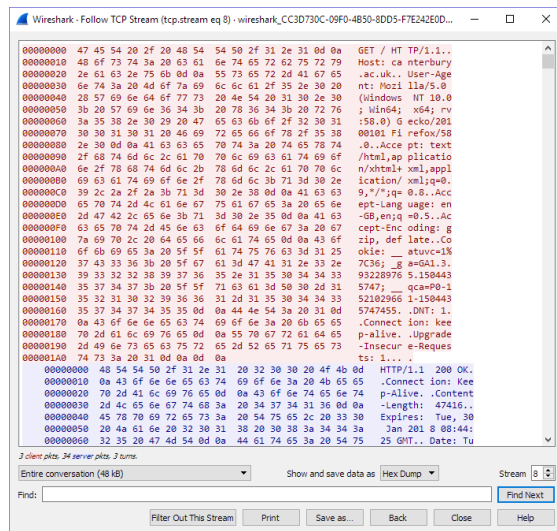 Wireshark · Follow TCP Stream (tcp.stream eq 8) · wireshark_CC3D730C-09F0-4B50-8DD5-F7E242E0D...
00000000 47 45 54 20 2f 20 48 54 54 50 2f 31 2e 31 0d 0a GET / HT TP/1.1..
00000010 48 6f 73 74 3a 20 63 61 6e 74 65 72 62 75 72 79 Host: ca nterbury
00000020 2e 61 63 2e 75 6b 0d 0a 55 73 65 72 2d 41 67 65 .ac.uk.. User-Age
00000030 6e 74 3a 20 4d 6f 7a 69 6c 6c 61 2f 35 2e 30 20 nt: Mozi lla/5.0
00000040 28 57 69 6e 64 6f 77 73 20 4e 54 20 31 30 2e 30 (Windows NT 10.0
00000050 3b 20 57 69 6e 36 34 3b 20 78 36 34 3b 20 72 76 ; Win64; x64; rv
00000060 3a 35 38 2e 30 29 20 47 65 63 6b 6f 2f 32 30 31 :58.0) G ecko/201
00000070 30 30 31 30 31 20 46 69 72 65 66 6f 78 2f 35 38 00101 Fi refox/58
00000080 2e 30 0d 0a 41 63 63 65 70 74 3a 20 74 65 78 74 .0..Acce pt: text
00000090 2f 68 74 6d 6c 2c 61 70 70 6c 69 63 61 74 69 6f /html,ap plicatio
000000A0 6e 2f 78 68 74 6d 6c 2b 78 6d 6c 2c 61 70 70 6c n/xhtml+ xml,appl
000000B0 69 63 61 74 69 6f 6e 2f 78 6d 6c 3b 71 3d 30 2e ication/ xml;q=0.
000000C0 39 2c 2a 2f 2a 3b 71 3d 30 2e 38 0d 0a 41 63 63 9,*/*;q= 0.8..Acc
000000D0 65 70 74 2d 4c 61 6e 67 75 61 67 65 3a 20 65 6e ept-Lang uage: en
000000E0 2d 47 42 2c 65 6e 3b 71 3d 30 2e 35 0d 0a 41 63 -GB,en;q =0.5..Ac
000000F0 63 65 70 74 2d 45 6e 63 6f 64 69 6e 67 3a 20 67 cept-Enc oding: g
00000100 7a 69 70 2c 20 64 65 66 6c 61 74 65 0d 0a 43 6f zip, def late..Co
00000110 6f 6b 69 65 3a 20 5f 5f 61 74 75 76 63 3d 31 25 okie: __ atuvc=1%
00000120 37 43 33 36 3b 20 5f 67 61 3d 47 41 31 2e 33 2e 7C36; _g a=GA1.3.
00000130 39 33 32 32 38 39 37 36 35 2e 31 35 30 34 34 33 93228976 5.150443
00000140 35 37 34 37 3b 20 5f 5f 71 63 61 3d 50 30 2d 31 5747; __ qca=P0-1
00000150 35 32 31 30 32 39 36 36 31 2d 31 35 30 34 34 33 52102966 1-150443
00000160 35 37 34 37 34 35 35 0d 0a 44 4e 54 3a 20 31 0d 5747455. .DNT: 1.
00000170 0a 43 6f 6e 6e 65 63 74 69 6f 6e 3a 20 6b 65 65 .Connect ion: kee
00000180 70 2d 61 6c 69 76 65 0d 0a 55 70 67 72 61 64 65 p-alive. .Upgrade
00000190 2d 49 6e 73 65 63 75 72 65 2d 52 65 71 75 65 73 -Insecur e-Reques
000001A0 74 73 3a 20 31 0d 0a 0d 0a ts: 1... .
00000000 48 54 54 50 2f 31 2e 31 20 32 30 30 20 4f 4b 0d HTTP/1.1 200 OK.
00000010 0a 43 6f 6e 6e 65 63 74 69 6f 6e 3a 20 4b 65 65 .Connect ion: Kee
00000020 70 2d 41 6c 69 76 65 0d 0a 43 6f 6e 74 65 6e 74 p-Alive. .Content
00000030 2d 4c 65 6e 67 74 68 3a 20 34 37 34 31 36 0d 0a -Length: 47416..
00000040 45 78 70 69 72 65 73 3a 20 54 75 65 2c 20 33 30 Expires: Tue, 30
00000050 20 4a 61 6e 20 32 30 31 38 20 30 38 3a 34 34 3a Jan 201 8 08:44:
00000060 32 35 20 47 4d 54 0d 0a 44 61 74 65 3a 20 54 75 25 GMT.. Date: Tu
3 client pkts, 34 server pkts, 3 turns.
Entire conversation (48 kB) Show and save data as Hex Dump Stream 8
Find: Find Next
Filter Out This Stream Print Save as... Back Close Help